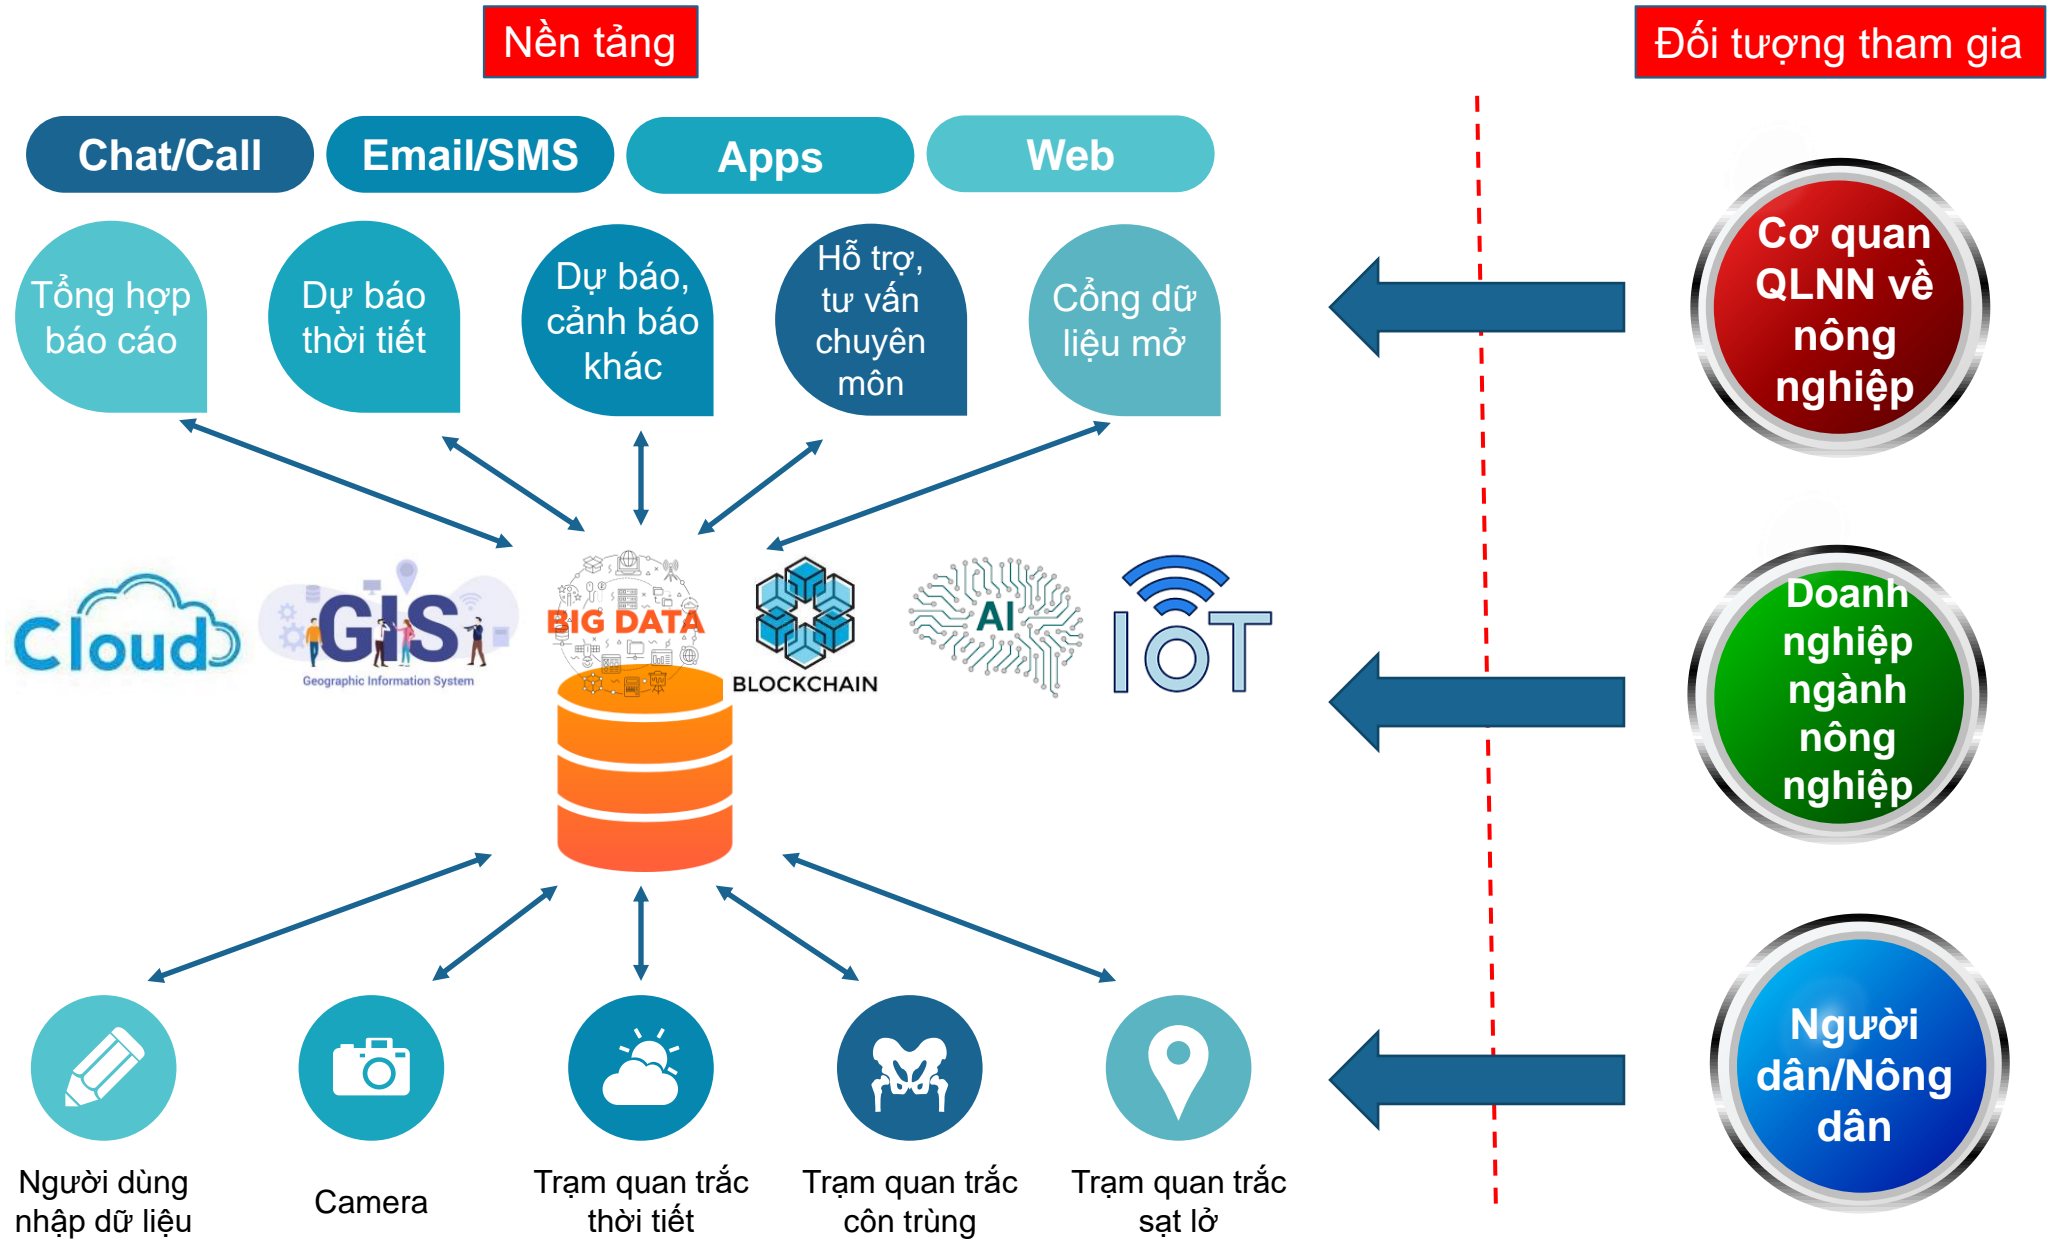 Nền tảng
Đối tượng tham gia
Chat/Call
Email/SMS
Apps
Web
Tổng hợp
báo cáo
Dự báo
thời tiết
Dự báo,
cảnh báo
khác
Hỗ trợ,
tư vấn
chuyên
môn
Cổng dữ
liệu mở
Cơ quan
QLNN về
nông
nghiệp
Cloud
GIS
Geographic Information System
BIG DATA
BLOCKCHAIN
AI
IoT
Doanh
nghiệp
ngành
nông
nghiệp
Người dùng
nhập dữ liệu
Camera
Trạm quan trắc
thời tiết
Trạm quan trắc
côn trùng
Trạm quan trắc
sạt lở
Người
dân/Nông
dân